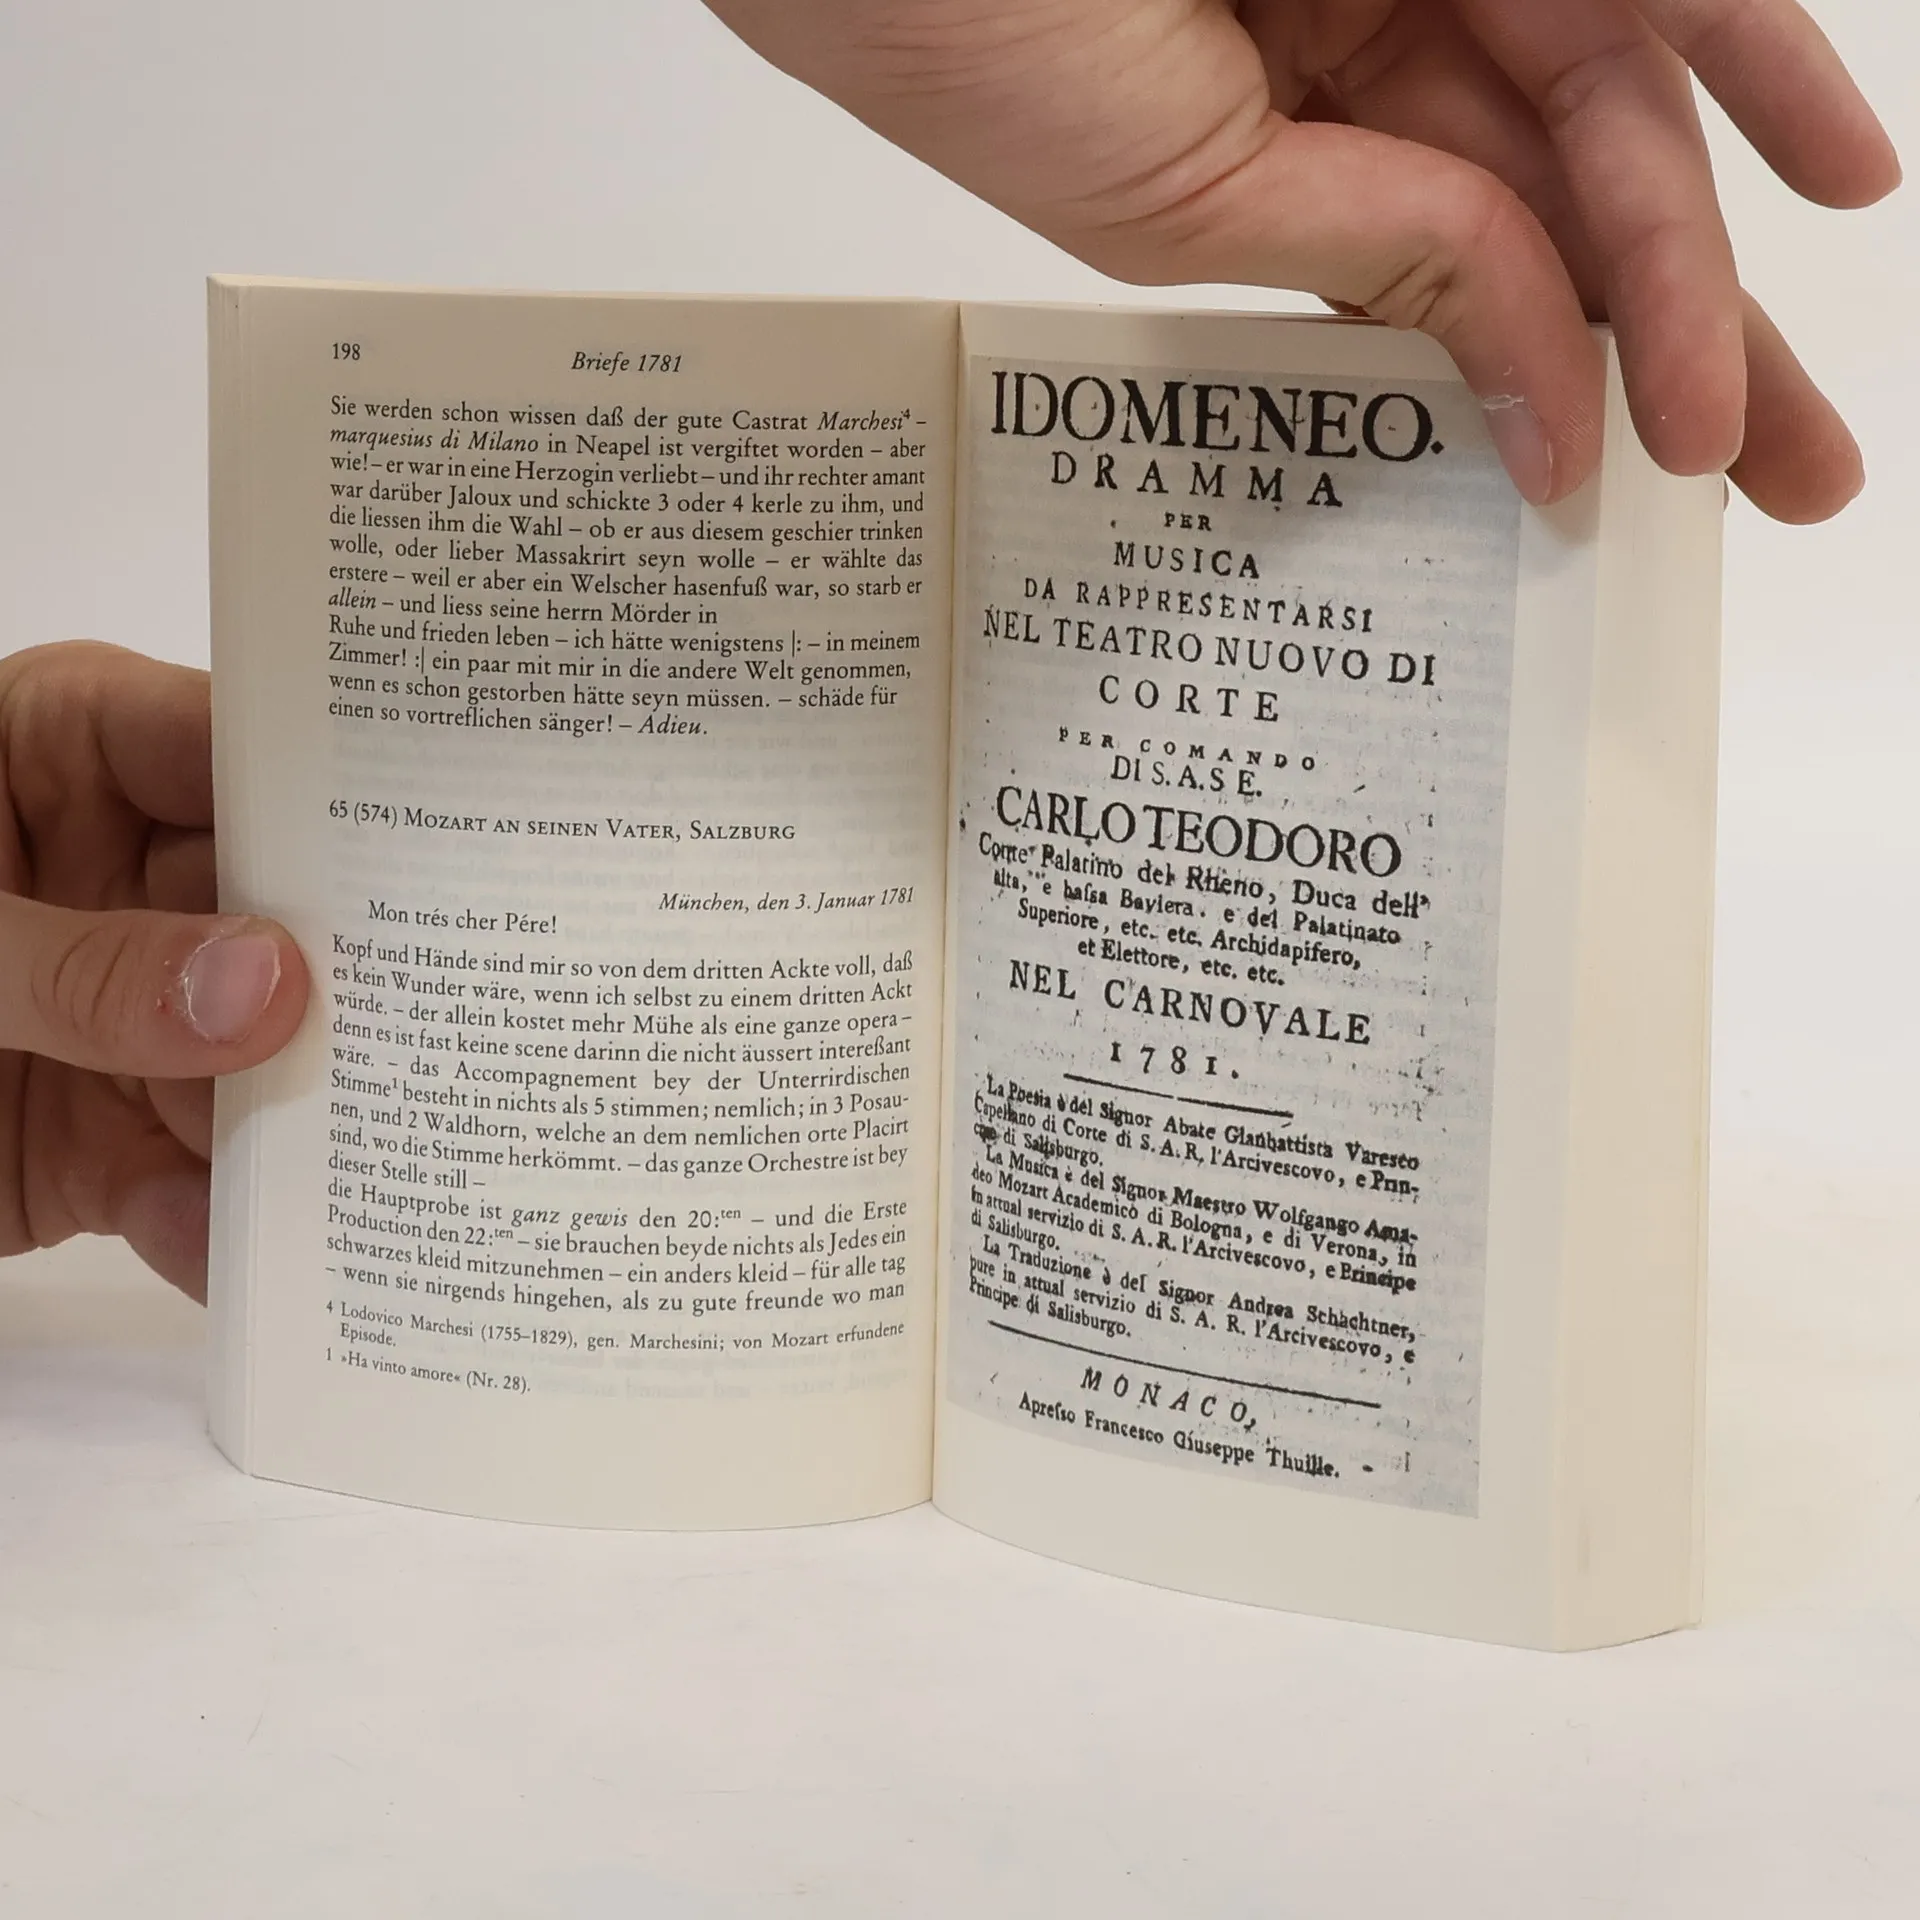 198
Briefe 1781
Sie werden schon wissen daß der gute Castrat Marchesi⁴ –
marquesius di Milano in Neapel ist vergiftet worden – aber
wie! – er war in eine Herzogin verliebt – und ihr rechter amant
war darüber Jaloux und schickte 3 oder 4 kerle zu ihm, und
die liessen ihm die Wahl – ob er aus diesem geschier trinken
wolle, oder lieber Massakrirt seyn wolle – er wählte das
erstere – weil er aber ein Welscher hasenfuß war, so starb er
allein – und liess seine herrn Mörder in
Ruhe und frieden leben – ich hätte wenigstens |: – in meinem
Zimmer! :| ein paar mit mir in die andere Welt genommen,
wenn es schon gestorben hätte seyn müssen. – schäde für
einen so vortreflichen sänger! – Adieu.
65 (574) MOZART AN SEINEN VATER, SALZBURG
München, den 3. Januar 1781
Mon trés cher Pére!
Kopf und Hände sind mir so von dem dritten Ackte voll, daß
es kein Wunder wäre, wenn ich selbst zu einem dritten Ackt
würde. – der allein kostet mehr Mühe als eine ganze opera –
denn es ist fast keine scene darinn die nicht äussert intereßant
wäre. – das Accompagnement bey der Unterrirdischen
Stimme¹ besteht in nichts als 5 stimmen; nemlich; in 3 Posau-
nen, und 2 Waldhorn, welche an dem nemlichen orte Placirt
sind, wo die Stimme herkömmt. – das ganze Orchestre ist bey
dieser Stelle still –
die Hauptprobe ist ganz gewis den 20:ten – und die Erste
Production den 22:ten – sie brauchen beyde nichts als Jedes ein
schwarzes kleid mitzunehmen – ein anders kleid – für alle tag
– wenn sie nirgends hingehen, als zu gute freunde wo man
4 Lodovico Marchesi (1755–1829), gen. Marchesini; von Mozart erfundene
Episode.
1 »Ha vinto amore« (Nr. 28).
IDOMENEO.
DRAMMA
PER
MUSICA
DA RAPPRESENTARSI
NEL TEATRO NUOVO DI
CORTE
PER COMANDO
DI S. A. S E.
CARLO TEODORO
Conte Palatino del Rheno, Duca dell'
alta, e baſsa Baviera, e del Palatinato
Superiore, etc. etc. Archidapifero,
et Elettore, etc. etc.
NEL CARNOVALE
1781.
La Poesia è del Signor Abate Gianbattista Varesco
Capellano di Corte di S. A. R. l'Arcivescovo, e Prin-
cipe di Salisburgo.
La Musica è del Signor Maestro Wolfgango Ama-
deo Mozart Academico di Bologna, e di Verona, in
in attual servizio di S. A. R. l'Arcivescovo, e Principe
di Salisburgo.
La Traduzione è del Signor Andrea Schachtner,
pure in attual servizio di S. A. R. l'Arcivescovo, e
Principe di Salisburgo.
MONACO,
Apreſso Francesco Giuseppe Thuille.